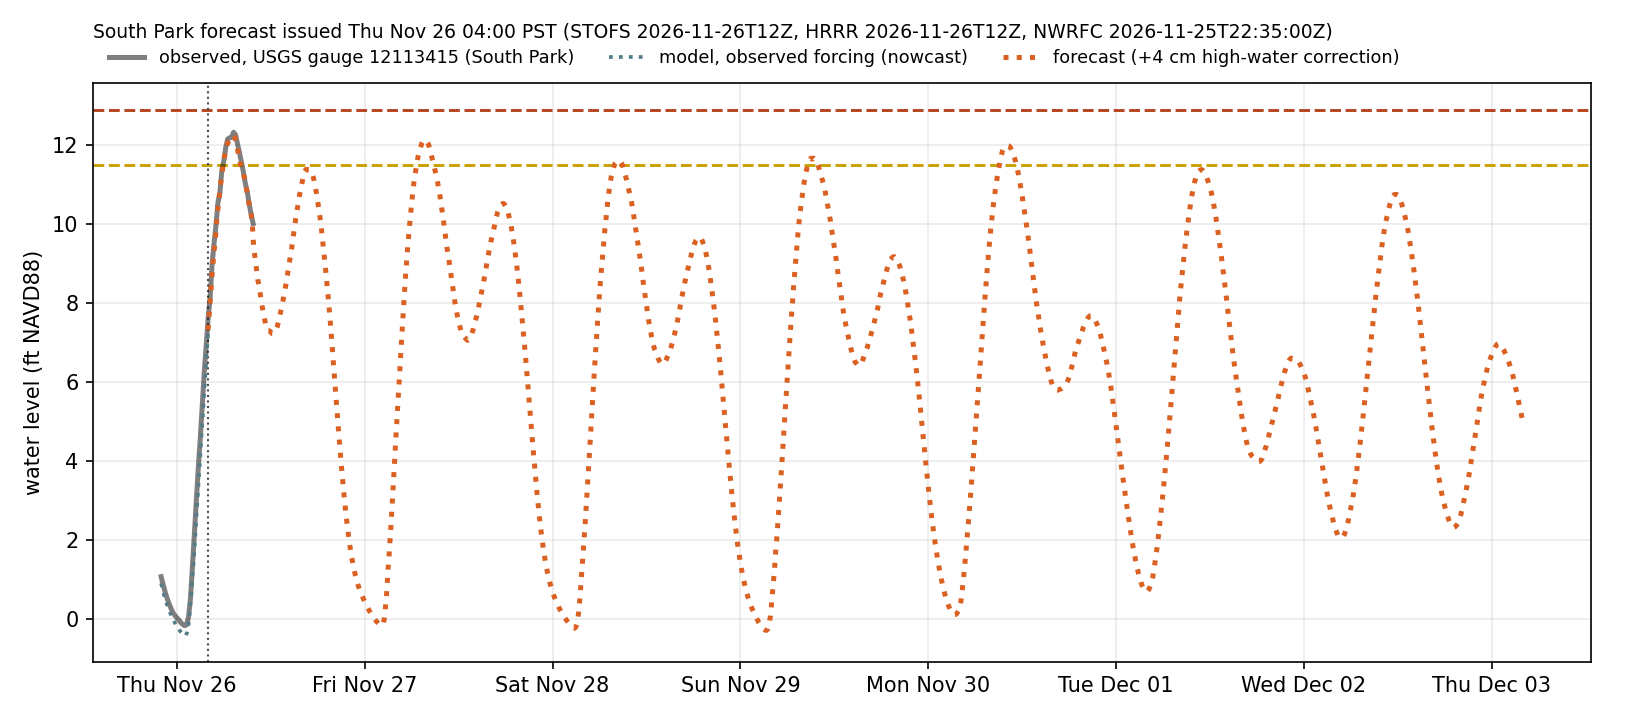 South Park forecast issued Thu Nov 26 04:00 PST (STOFS 2026-11-26T12Z, HRRR 2026-11-26T12Z, NWRFC 2026-11-25T22:35:00Z)
observed, USGS gauge 12113415 (South Park) model, observed forcing (nowcast) forecast (+4 cm high-water correction)
water level (ft NAVD88)
12
10
8
6
4
2
0
Thu Nov 26 Fri Nov 27 Sat Nov 28 Sun Nov 29 Mon Nov 30 Tue Dec 01 Wed Dec 02 Thu Dec 03